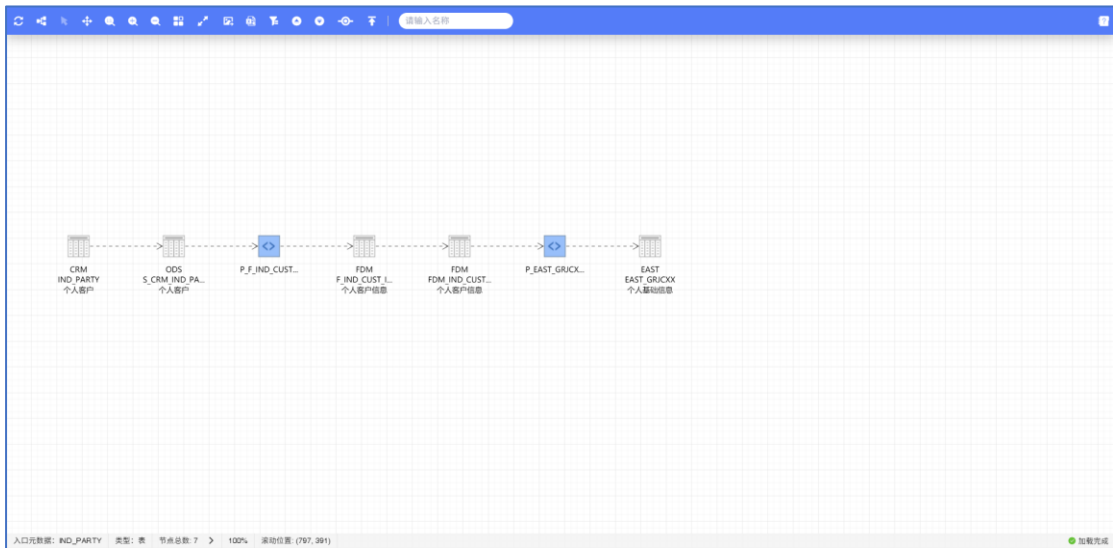 请输入名称
CRM
IND_PARTY
个人客户
ODS
S_CRM_IND_PA...
个人客户
P_F_IND_CUST...
FDM
F_IND_CUST_I...
个人客户信息
FDM
FDM_IND_CUST...
个人客户信息
P_EAST_GRJCX...
EAST
EAST_GRJCXX
个人基础信息
入口元数据: IND_PARTY 类型: 表 节点总数: 7 100% 滚动位置: (797, 391) 加载完成